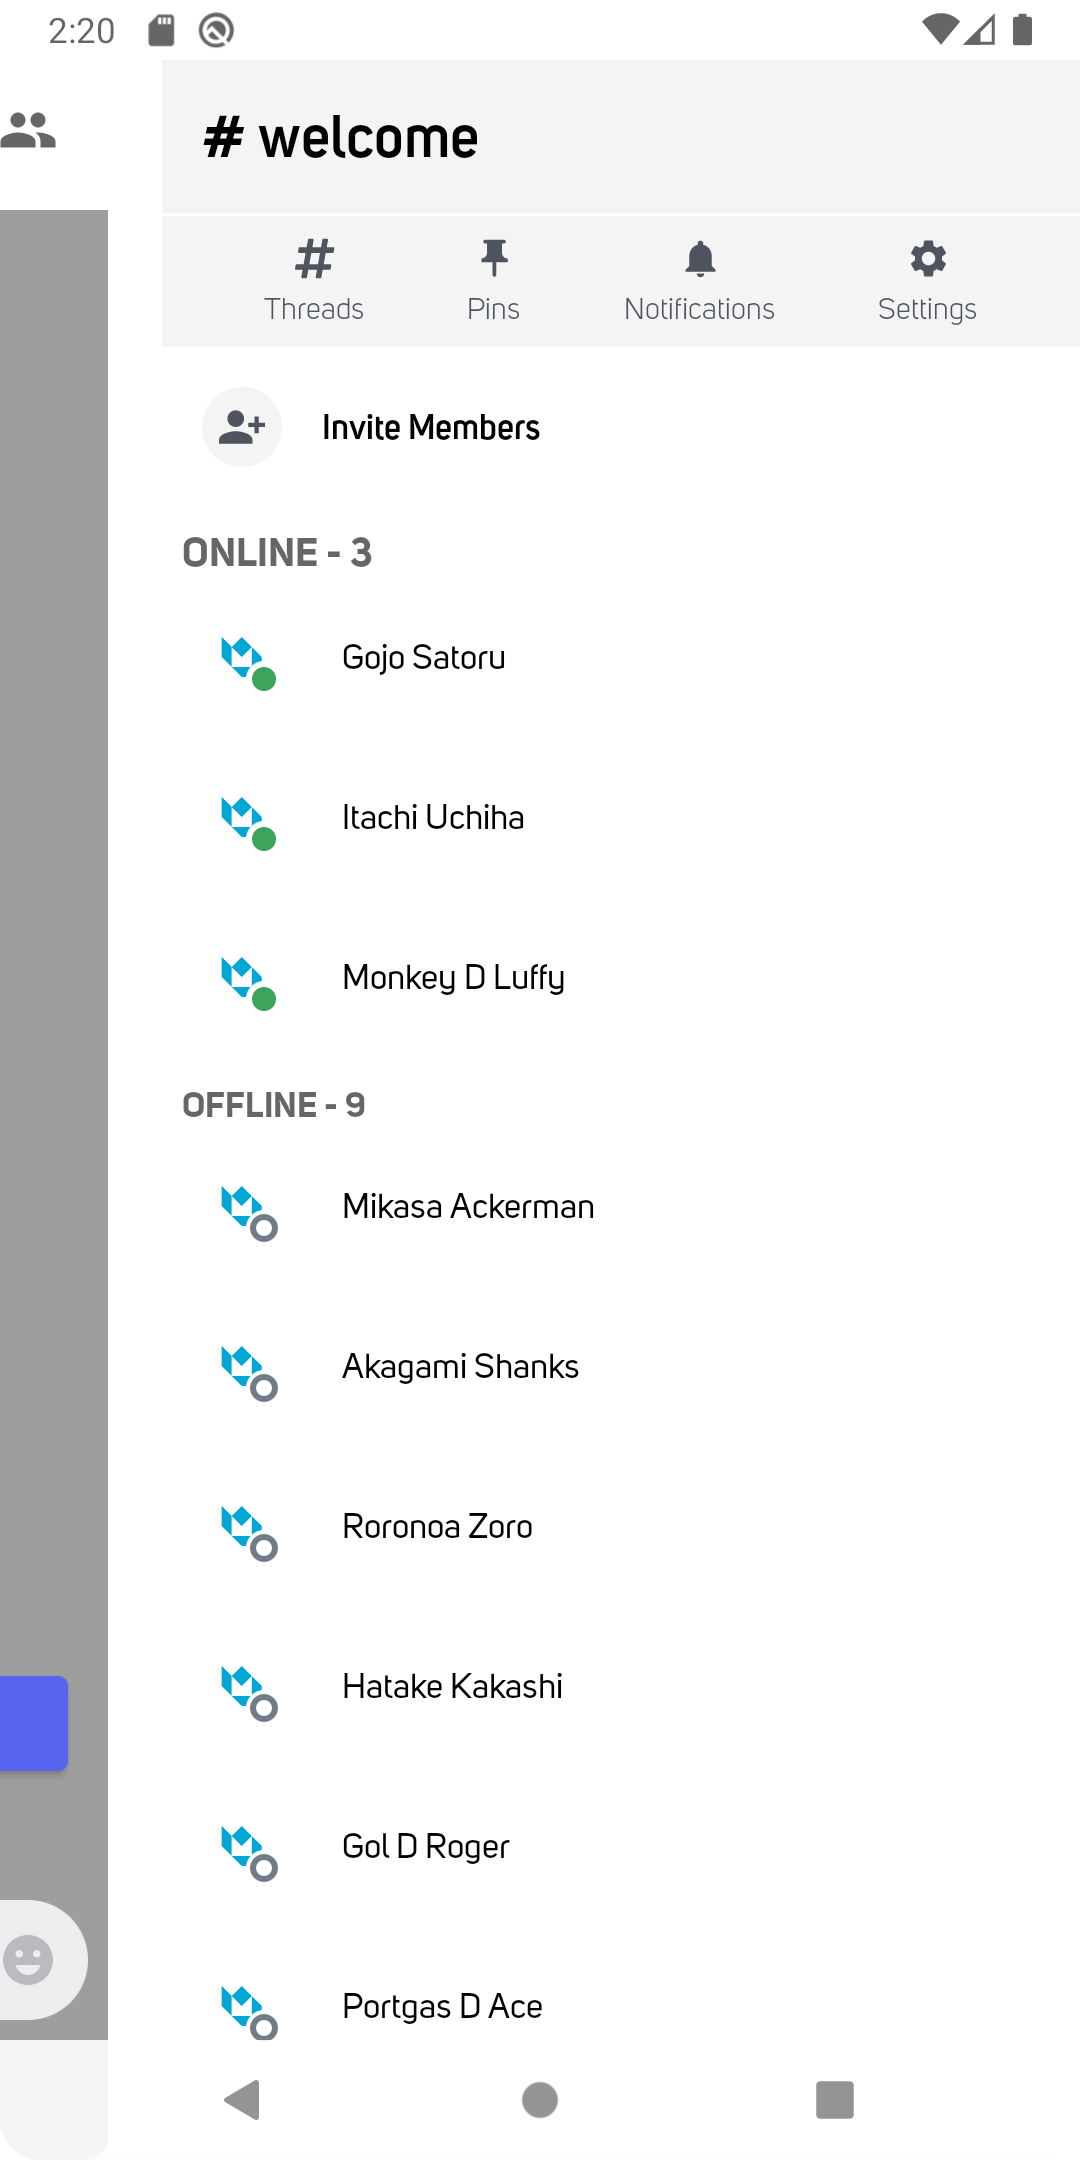 2:20
# welcome
Threads Pins Notifications Settings
Invite Members
ONLINE - 3
Gojo Satoru
Itachi Uchiha
Monkey D Luffy
OFFLINE - 9
Mikasa Ackerman
Akagami Shanks
Roronoa Zoro
Hatake Kakashi
Gol D Roger
Portgas D Ace